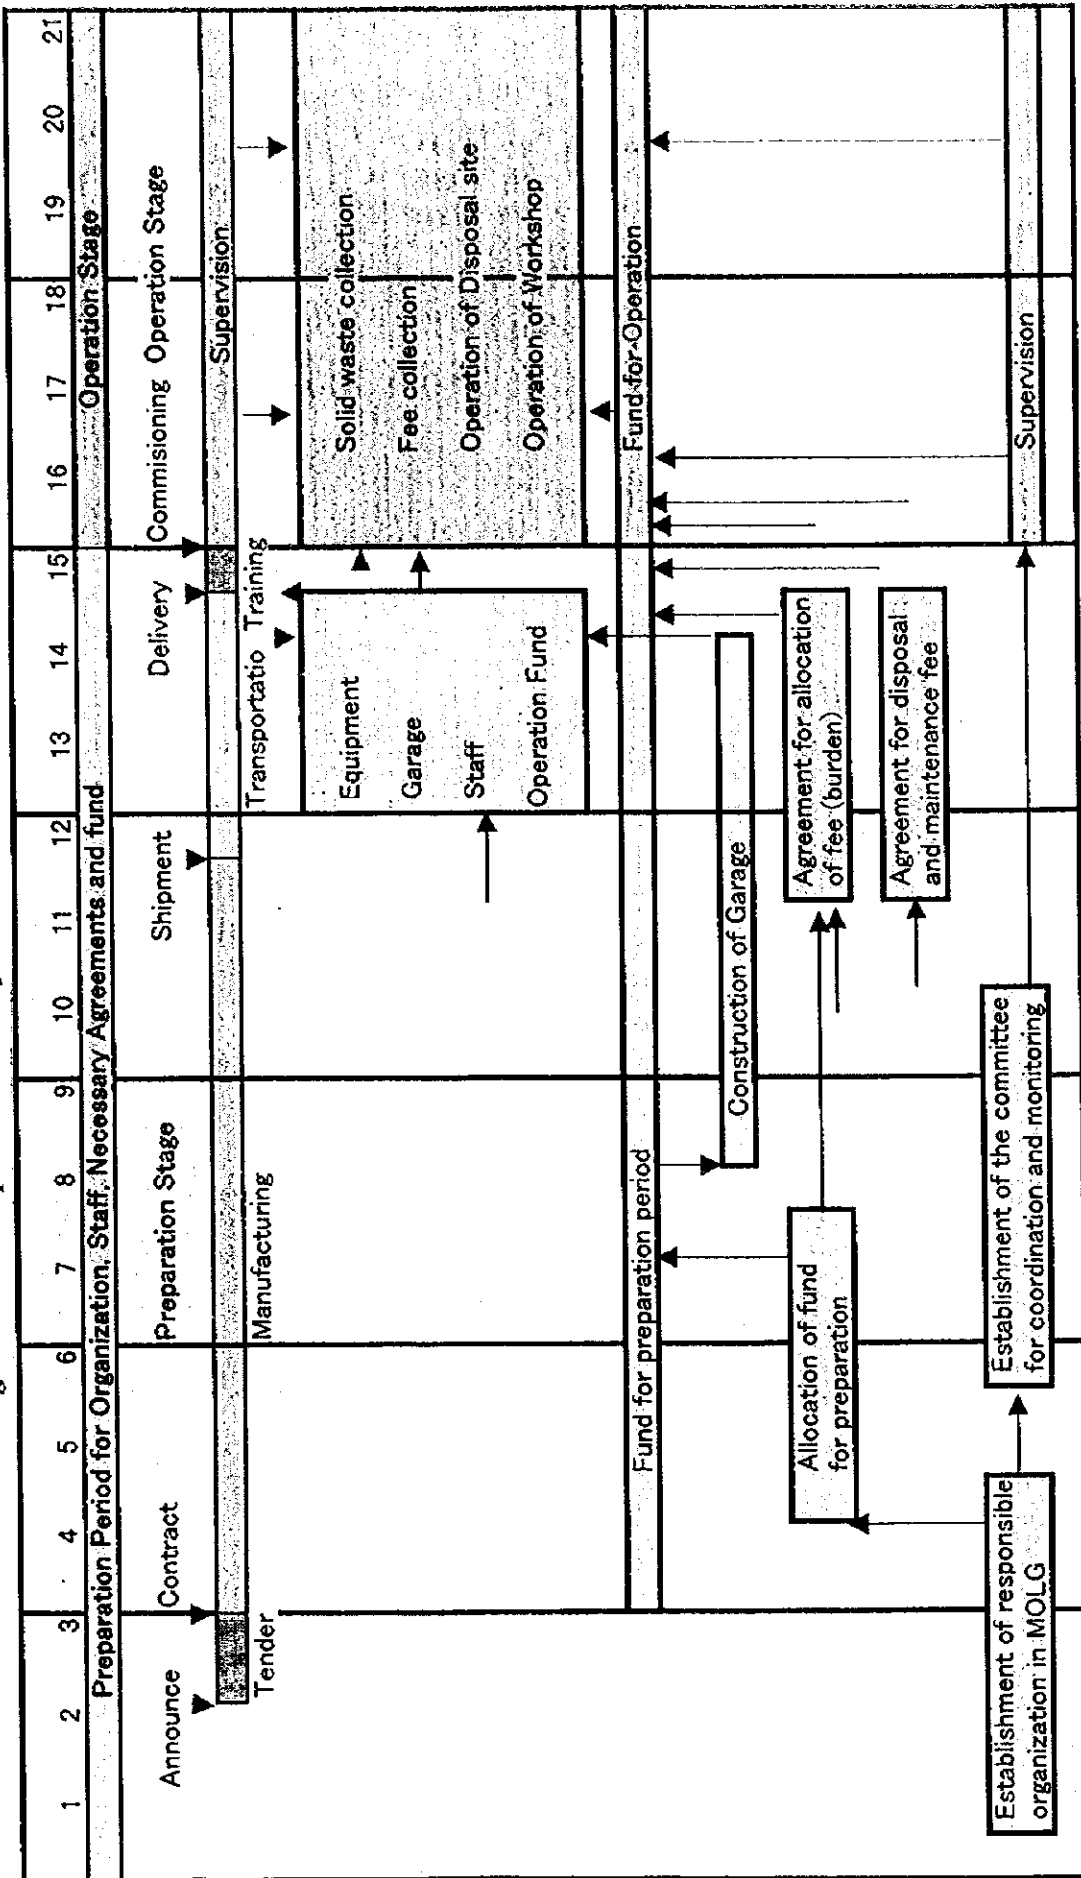 1 2 3 4 5 6 7 8 9 10 11 12 13 14 15 16 17 18 19 20 21
Preparation Period for Organization, Staff, Necessary Agreements and fund
Operation Stage
Announce
Contract
Preparation Stage
Shipment
Delivery
Commisioning
Operation Stage
Supervision
Tender
Manufacturing
Transportatio
Training
Equipment
Garage
Staff
Operation Fund
Solid waste collection
Fee collection
Operation of Disposal site
Operation of Workshop
Fund for preparation period
Fund for Operation
Construction of Garage
Allocation of fund
for preparation
Agreement for allocation
of fee (burden)
Agreement for disposal
and maintenance fee
Establishment of responsible
organization in MOLG
Establishment of the committee
for coordination and monitoring
Supervision